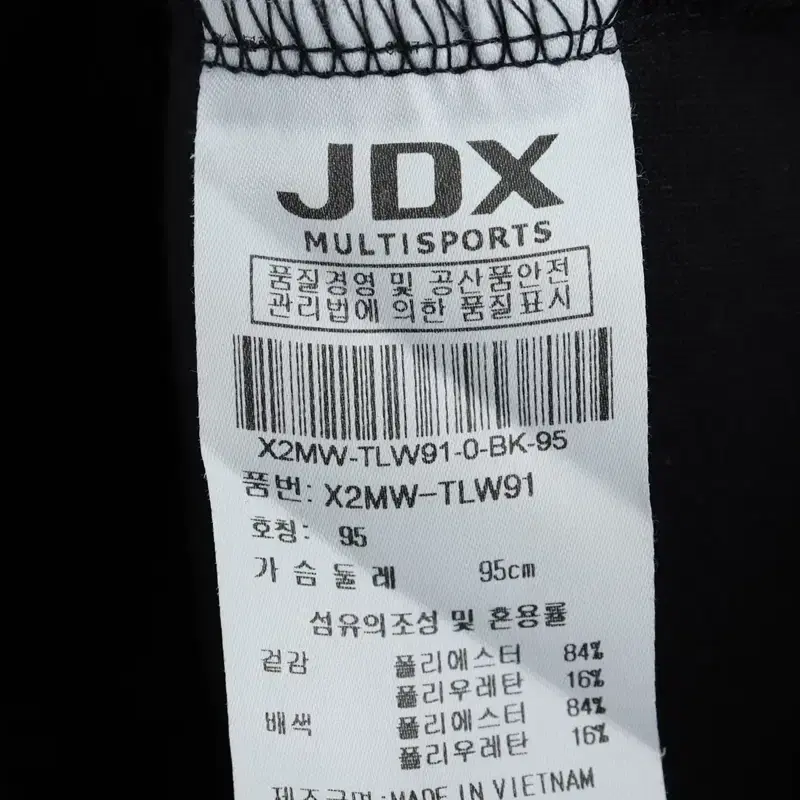 JDX
MULTISPORTS
품질경영 및 공산품안전
관리법에 의한 품질표시
X2MW-TLW91-0-BK-95
품번: X2MW-TLW91
호칭: 95
가 슴 둘 레 95cm
섬유의조성 및 혼용률
겉감 폴리에스터 84%
폴리우레탄 16%
배색 폴리에스터 84%
폴리우레탄 16%
제조국명:MADE IN VIETNAM